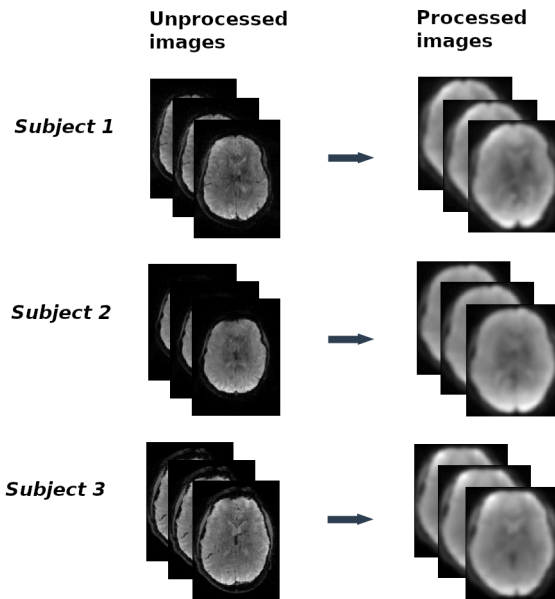 Unprocessed
images
Processed
images
Subject 1
Subject 2
Subject 3